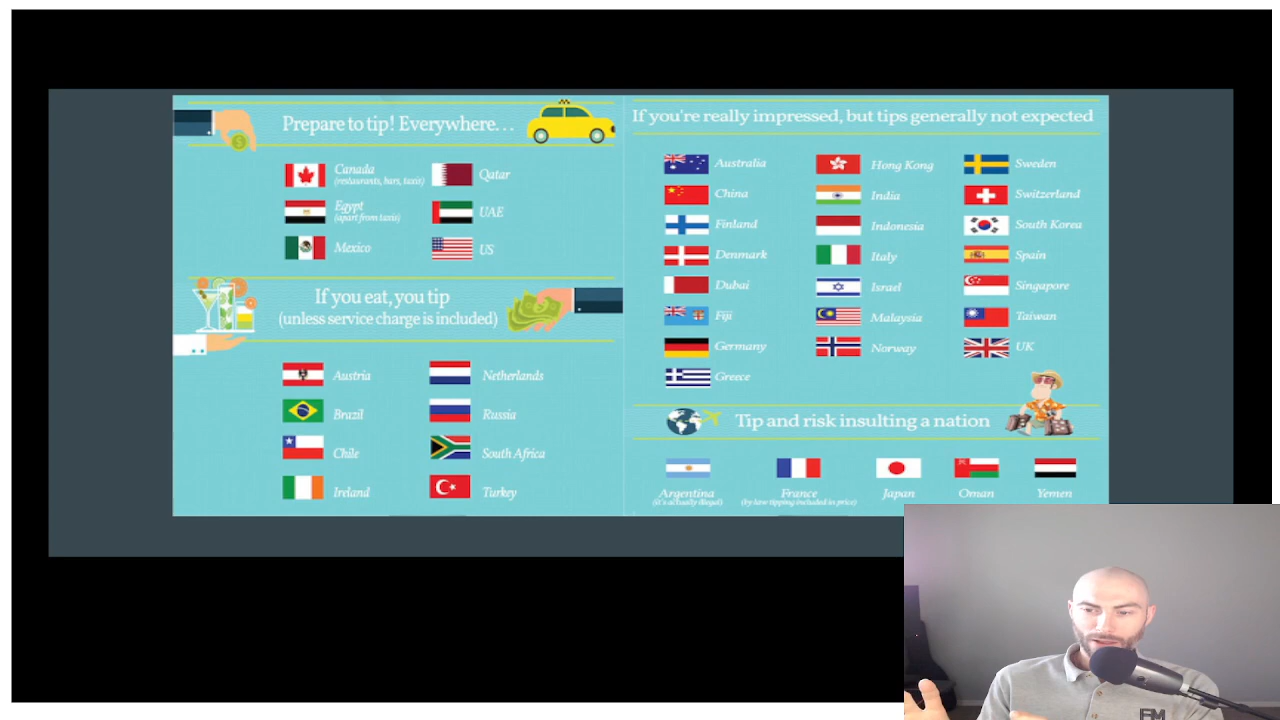 Prepare to tip! Everywhere...
Canada
(restaurants, bars, taxis)
Qatar
Egypt
(apart from taxis)
UAE
Mexico
US
If you eat, you tip
(unless service charge is included)
Austria
Netherlands
Brazil
Russia
Chile
South Africa
Ireland
Turkey
If you're really impressed, but tips generally not expected
Australia
Hong Kong
Sweden
China
India
Switzerland
Finland
Indonesia
South Korea
Denmark
Italy
Spain
Dubai
Israel
Singapore
Fiji
Malaysia
Taiwan
Germany
Norway
UK
Greece
Tip and risk insulting a nation
Argentina
(it's actually illegal)
France
(by law tipping included in price)
Japan
Oman
Yemen